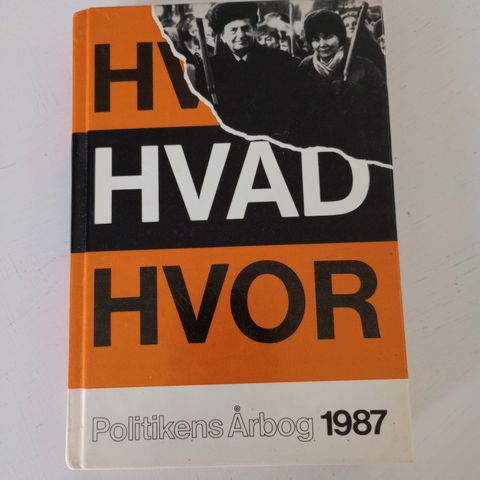 HV
HVAD
HVOR
Politikens Årbog 1987